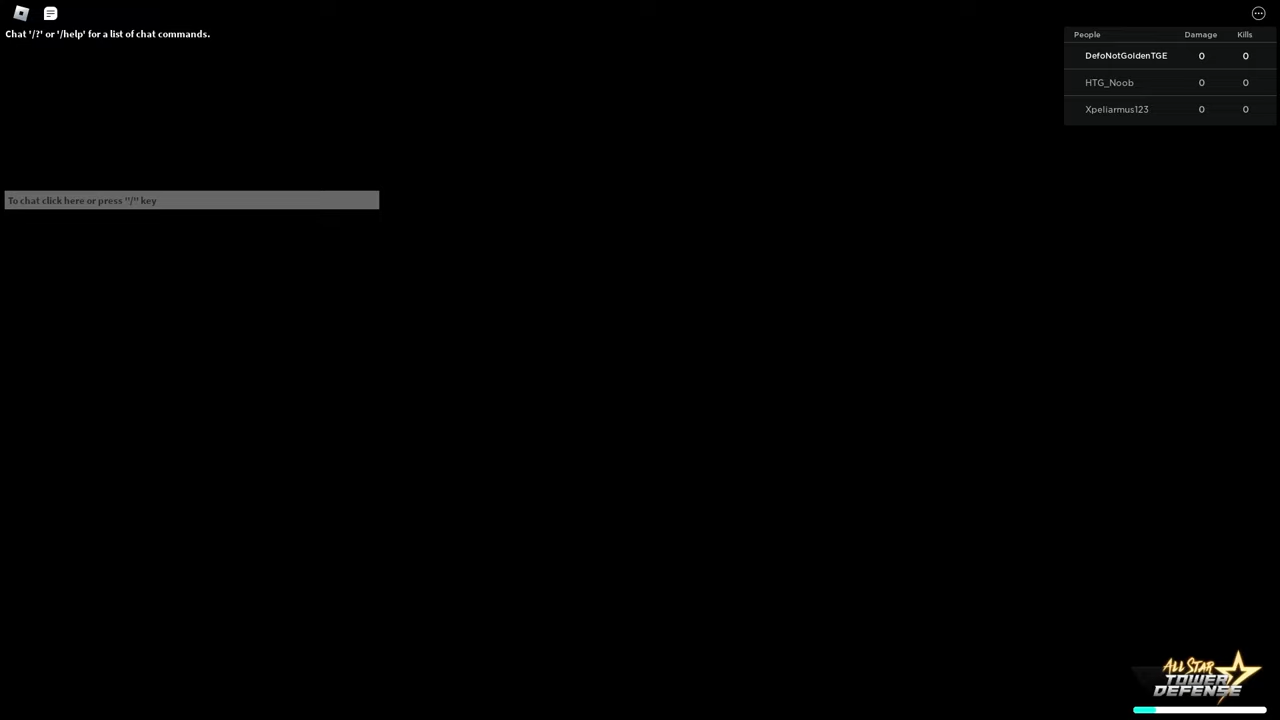 Chat '/?' or '/help' for a list of chat commands.
People Damage Kills
DefoNotGoldenTGE 0 0
HTG_Noob 0 0
Xpeliarmus123 0 0
To chat click here or press "/" key
ALL STAR
TOWER
DEFENSE